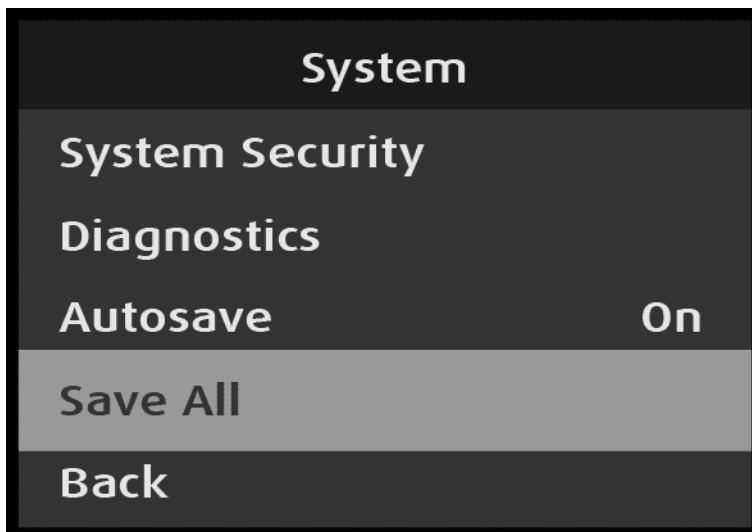 System
System Security
Diagnostics
Autosave On
Save All
Back